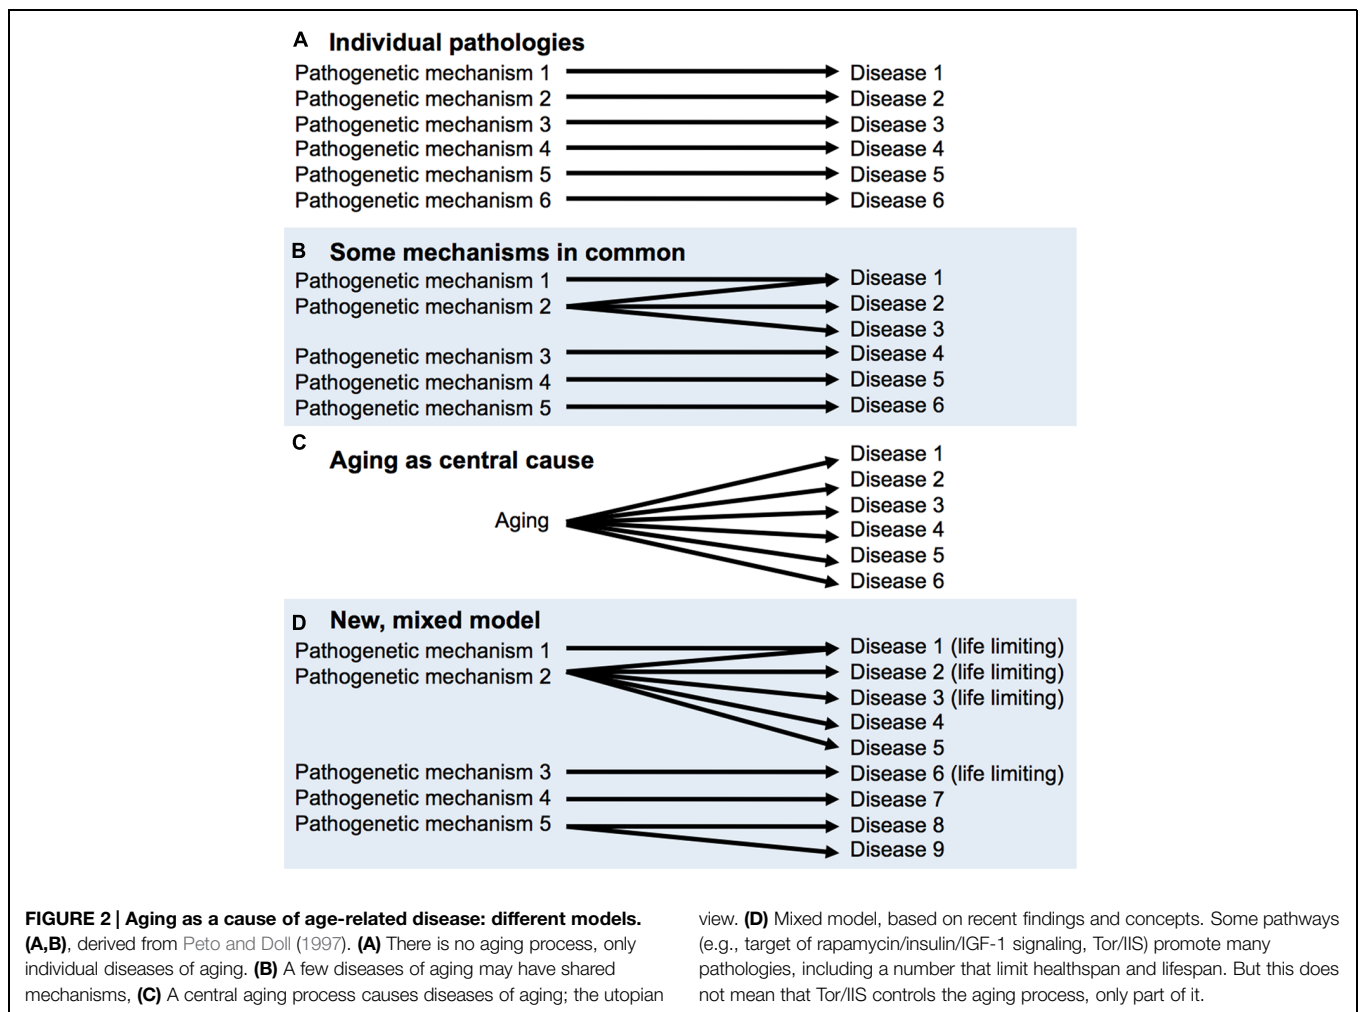 A Individual pathologies
Pathogenetic mechanism 1 Disease 1
Pathogenetic mechanism 2 Disease 2
Pathogenetic mechanism 3 Disease 3
Pathogenetic mechanism 4 Disease 4
Pathogenetic mechanism 5 Disease 5
Pathogenetic mechanism 6 Disease 6
B Some mechanisms in common
Pathogenetic mechanism 1 Disease 1
Pathogenetic mechanism 2 Disease 2
Disease 3
Pathogenetic mechanism 3 Disease 4
Pathogenetic mechanism 4 Disease 5
Pathogenetic mechanism 5 Disease 6
C Aging as central cause
Aging
Disease 1
Disease 2
Disease 3
Disease 4
Disease 5
Disease 6
D New, mixed model
Pathogenetic mechanism 1 Disease 1 (life limiting)
Pathogenetic mechanism 2 Disease 2 (life limiting)
Disease 3 (life limiting)
Disease 4
Disease 5
Pathogenetic mechanism 3 Disease 6 (life limiting)
Pathogenetic mechanism 4 Disease 7
Pathogenetic mechanism 5 Disease 8
Disease 9
FIGURE 2 | Aging as a cause of age-related disease: different models.
(A,B), derived from Peto and Doll (1997). (A) There is no aging process, only
individual diseases of aging. (B) A few diseases of aging may have shared
mechanisms, (C) A central aging process causes diseases of aging; the utopian
view. (D) Mixed model, based on recent findings and concepts. Some pathways
(e.g., target of rapamycin/insulin/IGF-1 signaling, Tor/IIS) promote many
pathologies, including a number that limit healthspan and lifespan. But this does
not mean that Tor/IIS controls the aging process, only part of it.